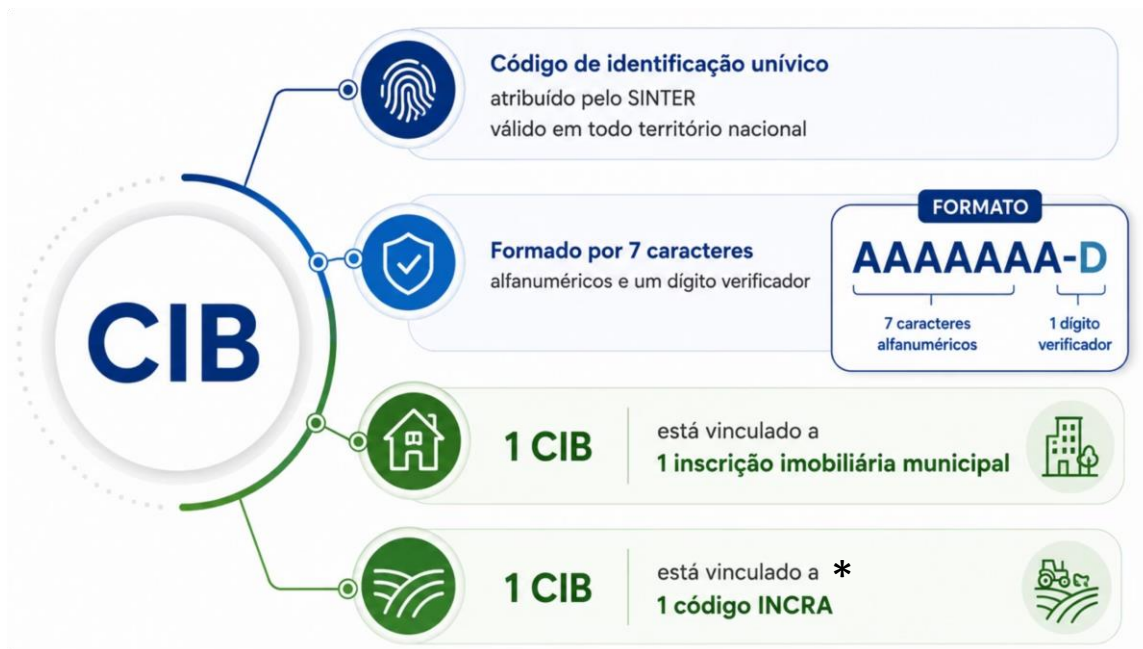 CIB
Código de identificação unívico
atribuído pelo SINTER
válido em todo território nacional
Formado por 7 caracteres
alfanuméricos e um dígito verificador
FORMATO
AAAAAAA-D
7 caracteres
alfanuméricos
1 dígito
verificador
1 CIB
está vinculado a
1 inscrição imobiliária municipal
1 CIB
está vinculado a *
1 código INCRA